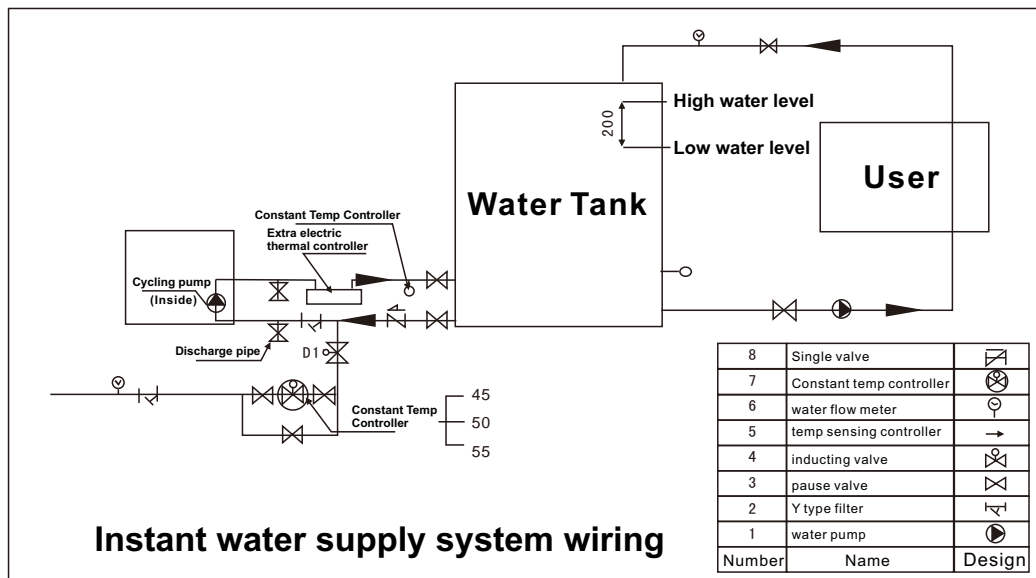 High water level
200
Low water level
User
Water Tank
Constant Temp Controller
Extra electric
thermal controller
Cycling pump
(Inside)
Discharge pipe
D1
Constant Temp
Controller
45
50
55
8 Single valve
7 Constant temp controller
6 water flow meter
5 temp sensing controller
4 inducting valve
3 pause valve
2 Y type filter
1 water pump
Number Name Design
Instant water supply system wiring